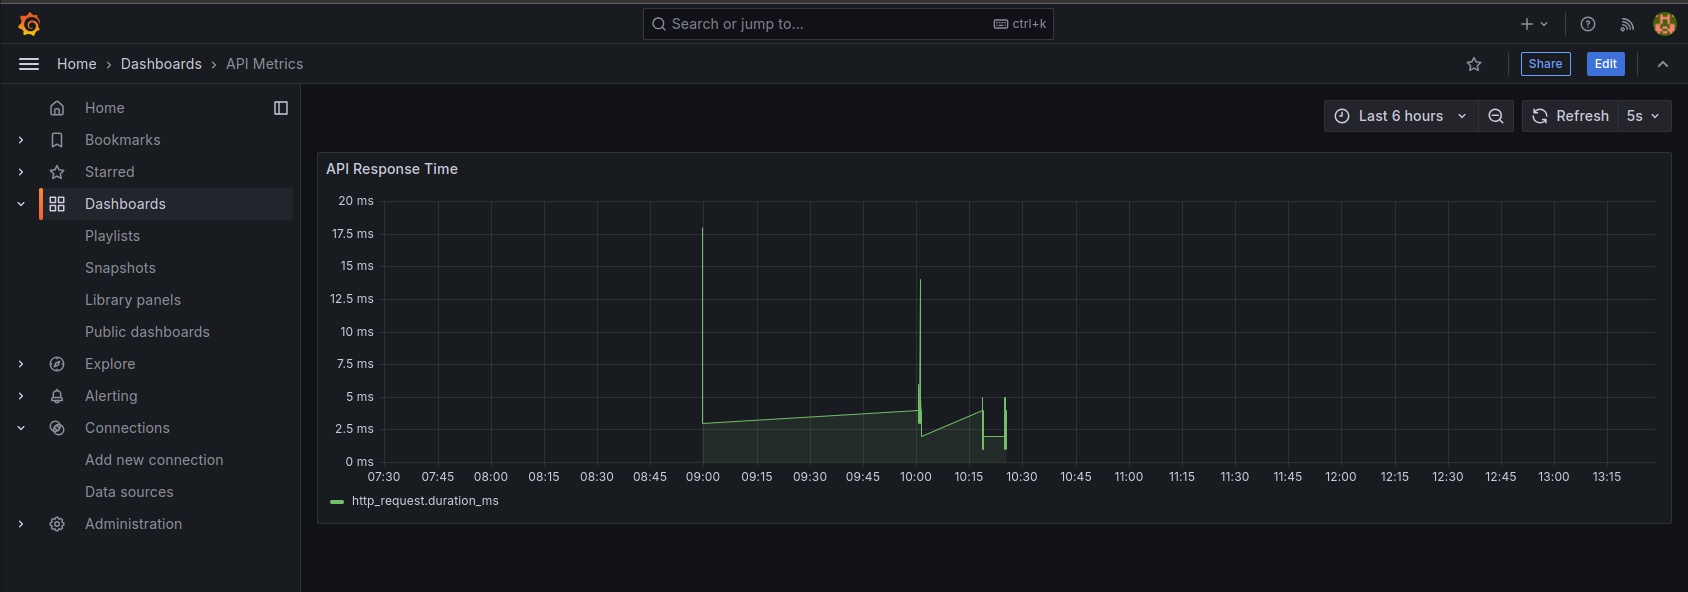 Search or jump to...
ctrl+k
Home › Dashboards › API Metrics
Share
Edit
Home
Bookmarks
Starred
Dashboards
Playlists
Snapshots
Library panels
Public dashboards
Explore
Alerting
Connections
Add new connection
Data sources
Administration
Last 6 hours
Refresh
5s
API Response Time
20 ms
17.5 ms
15 ms
12.5 ms
10 ms
7.5 ms
5 ms
2.5 ms
0 ms
07:30 07:45 08:00 08:15 08:30 08:45 09:00 09:15 09:30 09:45 10:00 10:15 10:30 10:45 11:00 11:15 11:30 11:45 12:00 12:15 12:30 12:45 13:00 13:15
http_request.duration_ms